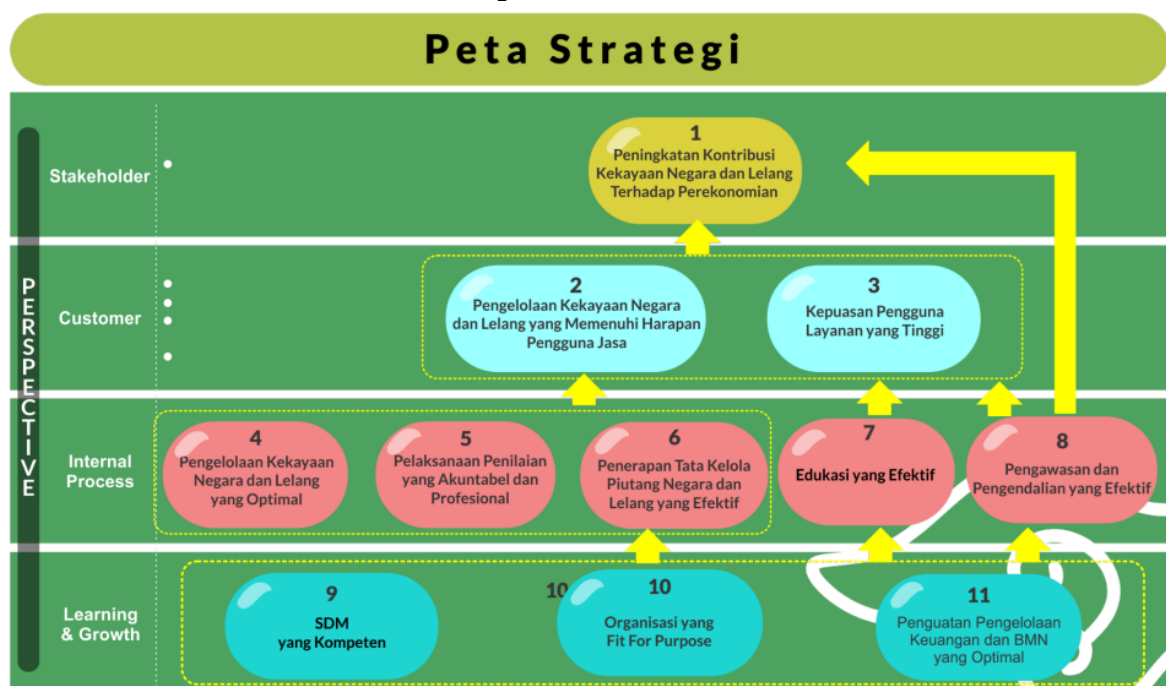 Peta Strategi
PERSPECTIVE
Stakeholder
1
Peningkatan Kontribusi
Kekayaan Negara dan Lelang
Terhadap Perekonomian
Customer
2
Pengelolaan Kekayaan Negara
dan Lelang yang Memenuhi Harapan
Pengguna Jasa
3
Kepuasan Pengguna
Layanan yang Tinggi
Internal
Process
4
Pengelolaan Kekayaan
Negara dan Lelang
yang Optimal
5
Pelaksanaan Penilaian
yang Akuntabel dan
Profesional
6
Penerapan Tata Kelola
Piutang Negara dan
Lelang yang Efektif
7
Edukasi yang Efektif
8
Pengawasan dan
Pengendalian yang Efektif
Learning
& Growth
9
SDM
yang Kompeten
10
10
Organisasi yang
Fit For Purpose
11
Penguatan Pengelolaan
Keuangan dan BMN
yang Optimal